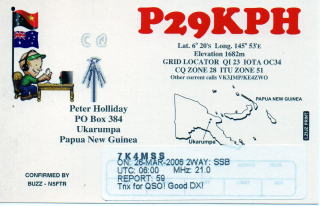 P29KPH
Lat. 6° 20's Long. 145° 53'E
Elevation 1682m
GRID LOCATOR QI 23 IOTA OC34
CQ ZONE 28 ITU ZONE 51
Other current calls VK3JMP/KE4ZWO
PAPUA NEW GUINEA
Peter Holliday
PO Box 384
Ukarumpa
Papua New Guinea
Ukarumpa
7K4MSS
ON: 26-MAR-2006 2WAY: SSB
UTC: 06:00 MHz: 21.0
REPORT: 59
Tnx for QSO! Good DX!
CONFIRMED BY
BUZZ - N5FTR